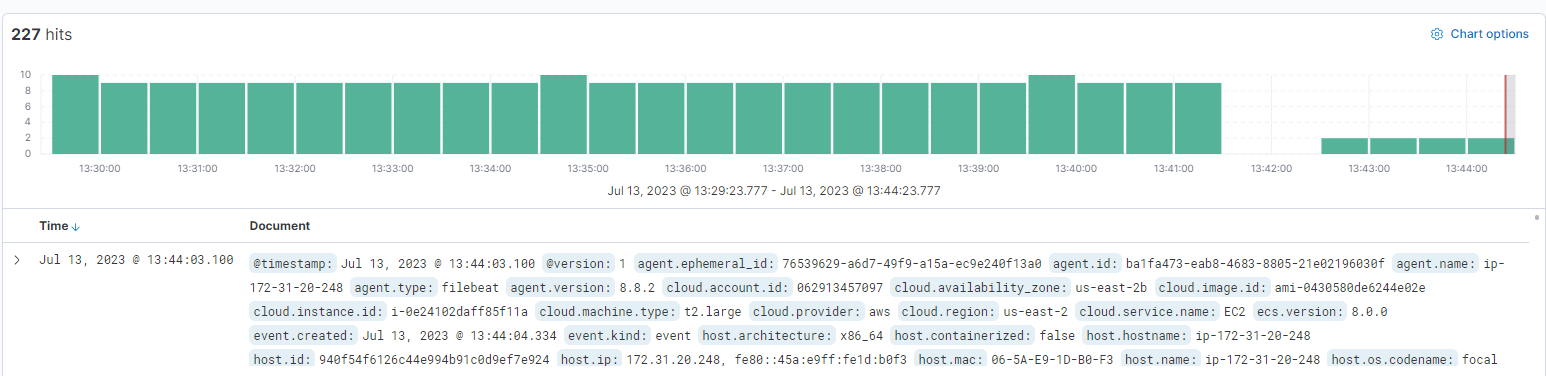 227 hits
Chart options
10
8
6
4
2
0
13:30:00 13:31:00 13:32:00 13:33:00 13:34:00 13:35:00 13:36:00 13:37:00 13:38:00 13:39:00 13:40:00 13:41:00 13:42:00 13:43:00 13:44:00
Jul 13, 2023 @ 13:29:23.777 - Jul 13, 2023 @ 13:44:23.777
Time Document
Jul 13, 2023 @ 13:44:03.100 @timestamp: Jul 13, 2023 @ 13:44:03.100 @version: 1 agent.ephemeral_id: 76539629-a6d7-49f9-a15a-ec9e240f13a0 agent.id: ba1fa473-eab8-4683-8805-21e02196030f agent.name: ip-
172-31-20-248 agent.type: filebeat agent.version: 8.8.2 cloud.account.id: 062913457097 cloud.availability_zone: us-east-2b cloud.image.id: ami-0430580de6244e02e
cloud.instance.id: i-0e24102daff85f11a cloud.machine.type: t2.large cloud.provider: aws cloud.region: us-east-2 cloud.service.name: EC2 ecs.version: 8.0.0
event.created: Jul 13, 2023 @ 13:44:04.334 event.kind: event host.architecture: x86_64 host.containerized: false host.hostname: ip-172-31-20-248
host.id: 940f54f6126c44e994b91c0d9ef7e924 host.ip: 172.31.20.248, fe80::45a:e9ff:fe1d:b0f3 host.mac: 06-5A-E9-1D-B0-F3 host.name: ip-172-31-20-248 host.os.codename: focal